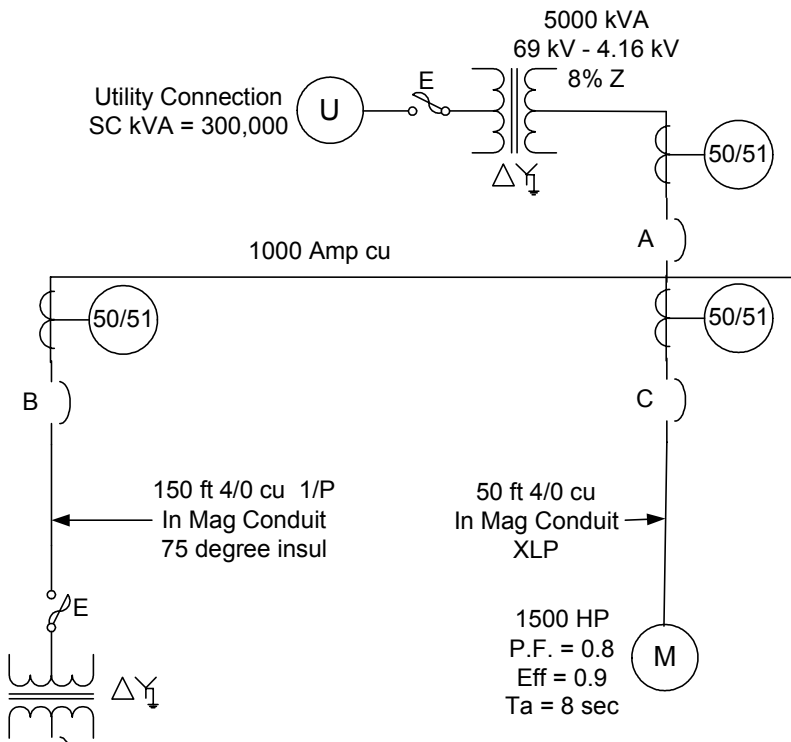 5000 kVA
69 kV - 4.16 kV
8% Z
E
Utility Connection
SC kVA = 300,000
U
50/51
A
1000 Amp cu
50/51
50/51
B
C
150 ft 4/0 cu 1/P
In Mag Conduit
75 degree insul
50 ft 4/0 cu
In Mag Conduit
XLP
E
1500 HP
P.F. = 0.8
Eff = 0.9
Ta = 8 sec
M